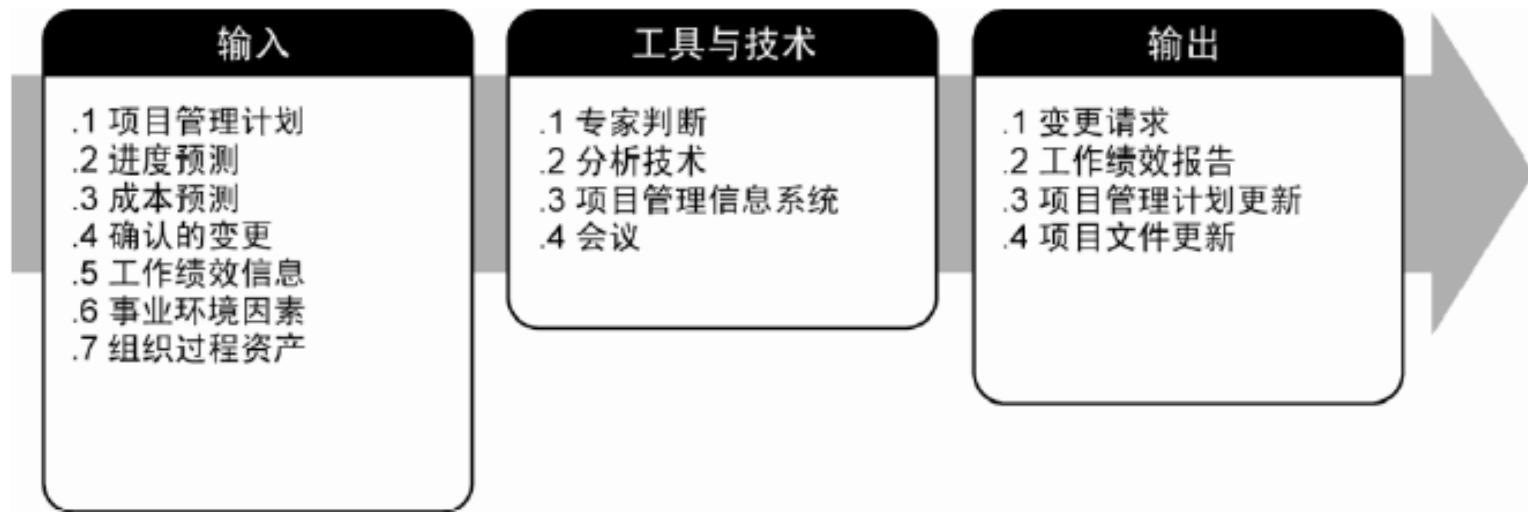 输入
.1 项目管理计划
.2 进度预测
.3 成本预测
.4 确认的变更
.5 工作绩效信息
.6 事业环境因素
.7 组织过程资产
工具与技术
.1 专家判断
.2 分析技术
.3 项目管理信息系统
.4 会议
输出
.1 变更请求
.2 工作绩效报告
.3 项目管理计划更新
.4 项目文件更新